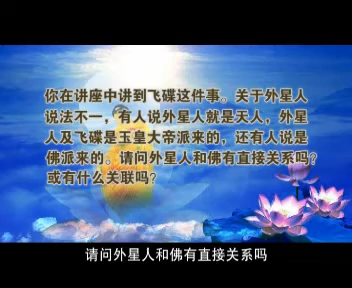 你在讲座中讲到飞碟这件事。关于外星人
说法不一，有人说外星人就是天人，外星
人及飞碟是玉皇大帝派来的，还有人说是
佛派来的。请问外星人和佛有直接关系吗？
或有什么关联吗？
请问外星人和佛有直接关系吗